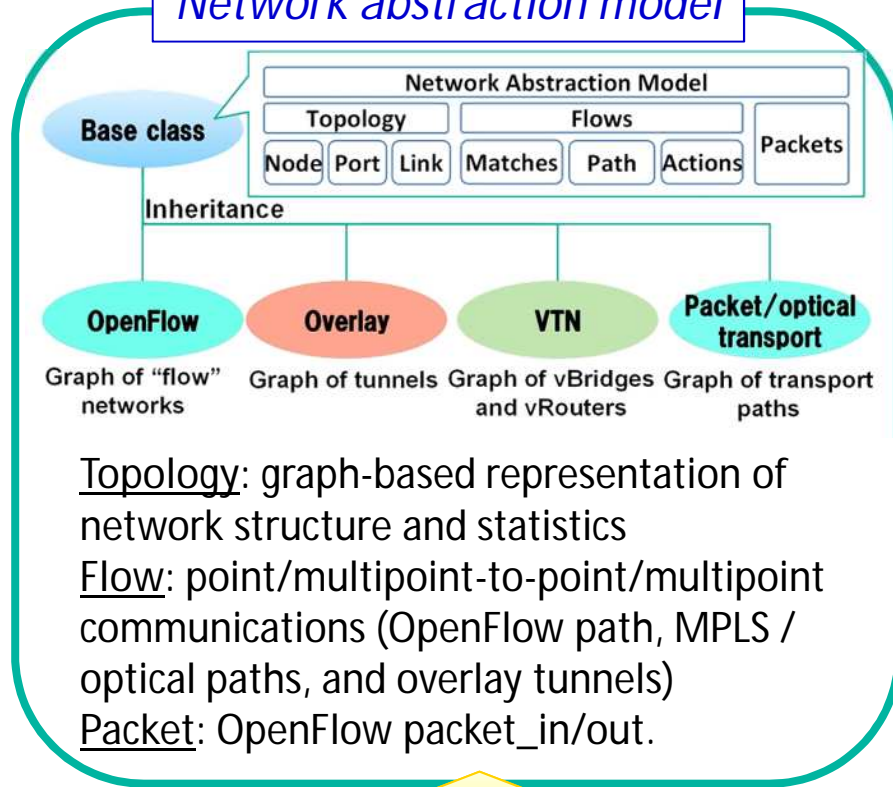 Network abstraction model
Network Abstraction Model
Base class
Topology
Flows
Packets
Node
Port
Link
Matches
Path
Actions
Inheritance
OpenFlow
Overlay
VTN
Packet/optical
transport
Graph of “flow”
networks
Graph of tunnels
Graph of vBridges
and vRouters
Graph of transport
paths
Topology: graph-based representation of
network structure and statistics
Flow: point/multipoint-to-point/multipoint
communications (OpenFlow path, MPLS /
optical paths, and overlay tunnels)
Packet: OpenFlow packet_in/out.